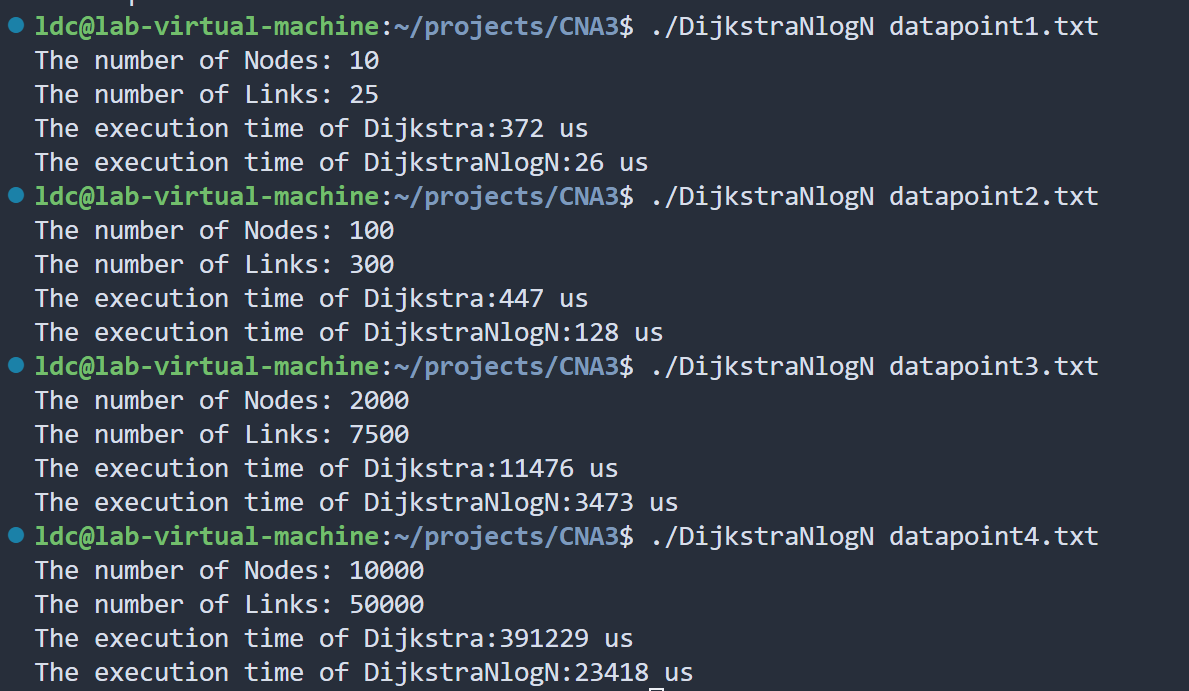 ldc@lab-virtual-machine:~/projects/CNA3$ ./DijkstraNlogN datapoint1.txt
The number of Nodes: 10
The number of Links: 25
The execution time of Dijkstra:372 us
The execution time of DijkstraNlogN:26 us
ldc@lab-virtual-machine:~/projects/CNA3$ ./DijkstraNlogN datapoint2.txt
The number of Nodes: 100
The number of Links: 300
The execution time of Dijkstra:447 us
The execution time of DijkstraNlogN:128 us
ldc@lab-virtual-machine:~/projects/CNA3$ ./DijkstraNlogN datapoint3.txt
The number of Nodes: 2000
The number of Links: 7500
The execution time of Dijkstra:11476 us
The execution time of DijkstraNlogN:3473 us
ldc@lab-virtual-machine:~/projects/CNA3$ ./DijkstraNlogN datapoint4.txt
The number of Nodes: 10000
The number of Links: 50000
The execution time of Dijkstra:391229 us
The execution time of DijkstraNlogN:23418 us